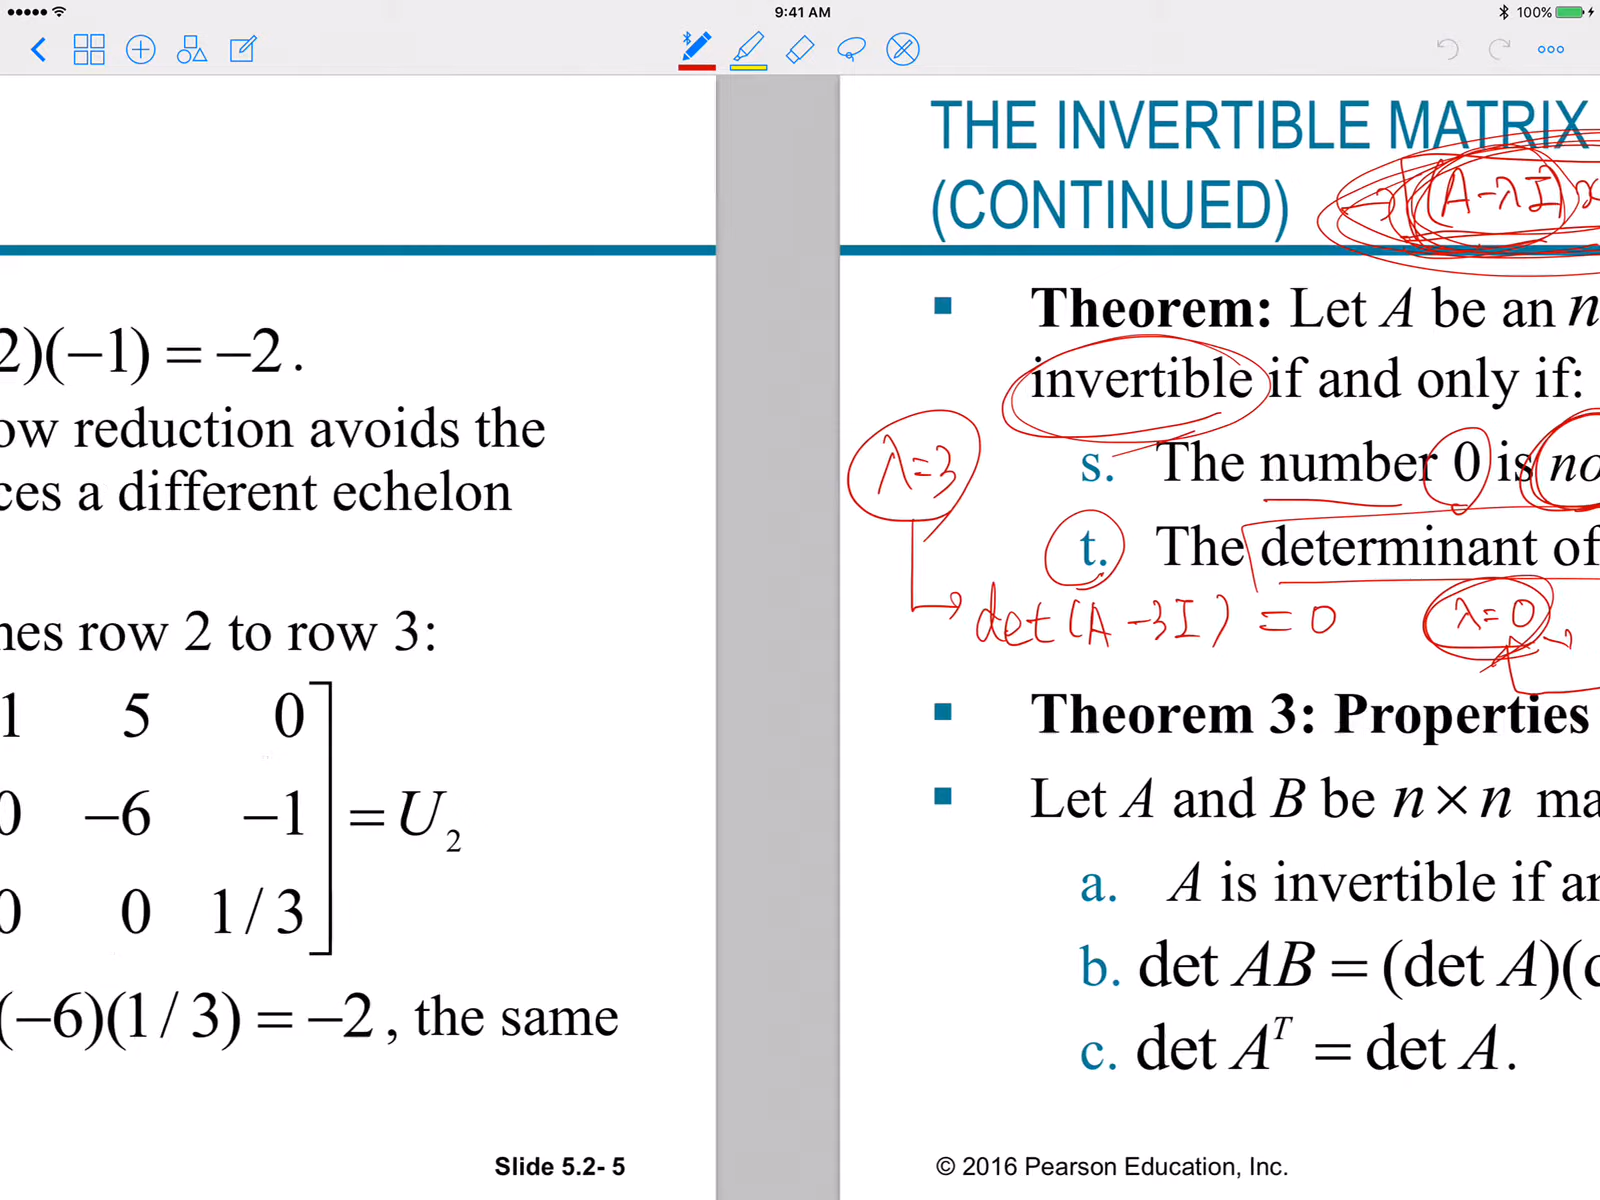 9:41 AM
100%
2)(−1) = −2.
ow reduction avoids the
ces a different echelon
nes row 2 to row 3:
1 5 0
0 −6 −1
0 0 1/3
= U₂
(−6)(1/3) = −2, the same
Slide 5.2- 5
THE INVERTIBLE MATRIX
(CONTINUED)
(A − λI)x
Theorem: Let A be an n
invertible if and only if:
λ = 3
s. The number 0 is no
t. The determinant of
det(A − 3I) = 0
λ = 0
Theorem 3: Properties
Let A and B be n × n ma
a. A is invertible if an
b. det AB = (det A)(d
c. det Aᵀ = det A.
© 2016 Pearson Education, Inc.